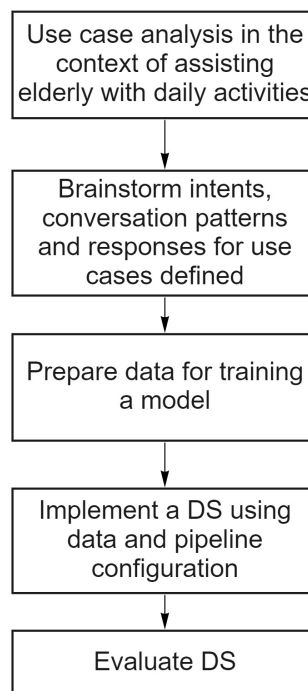 Use case analysis in the
context of assisting
elderly with daily activities
Brainstorm intents,
conversation patterns
and responses for use
cases defined
Prepare data for training
a model
Implement a DS using
data and pipeline
configuration
Evaluate DS